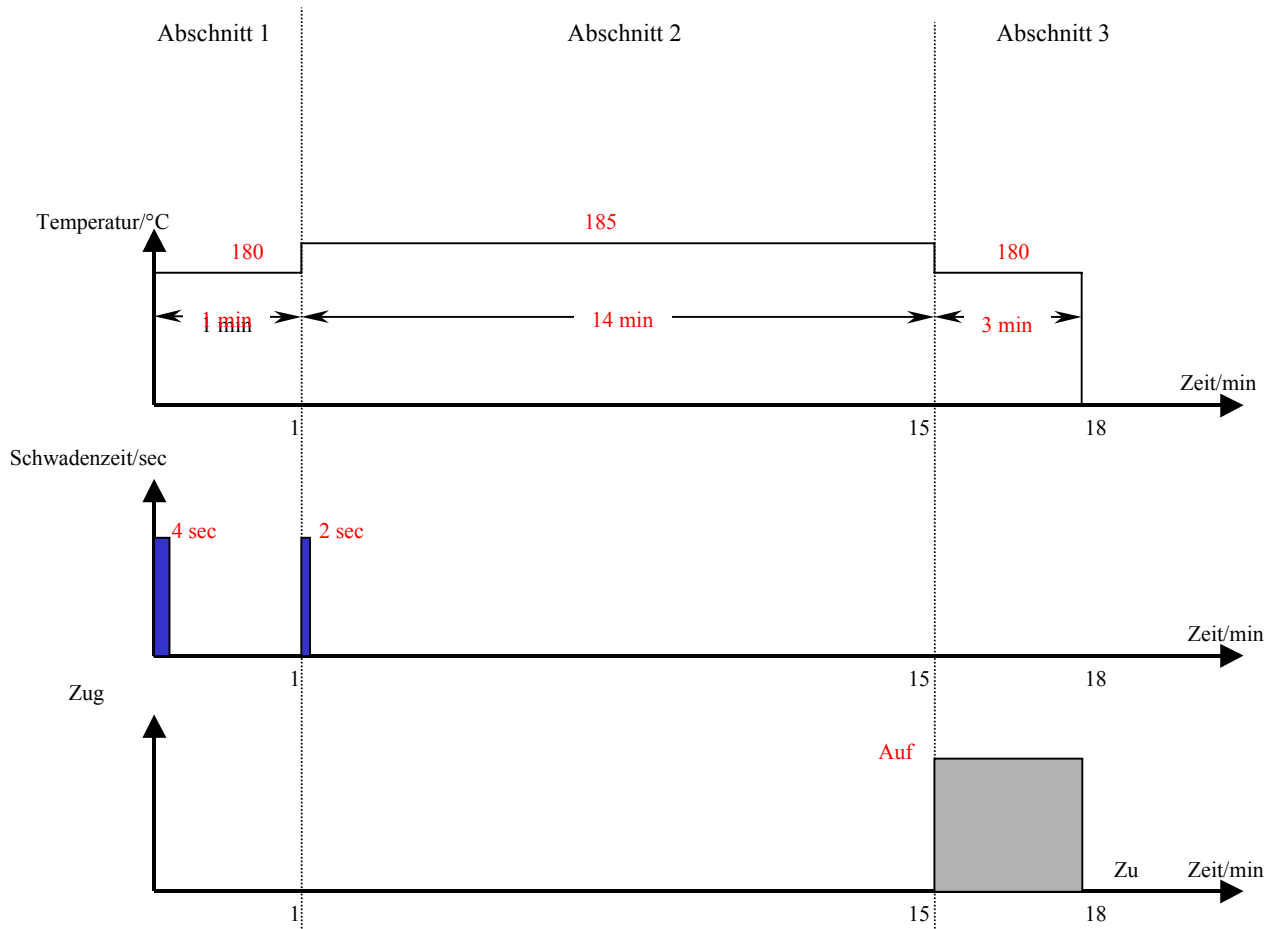 Abschnitt 1 Abschnitt 2 Abschnitt 3
Temperatur/°C
180 185 180
1 min 1 min 14 min 3 min
Zeit/min
1 15 18
Schwadenzeit/sec
4 sec 2 sec
Zeit/min
1 15 18
Zug
Auf
Zu Zeit/min
1 15 18